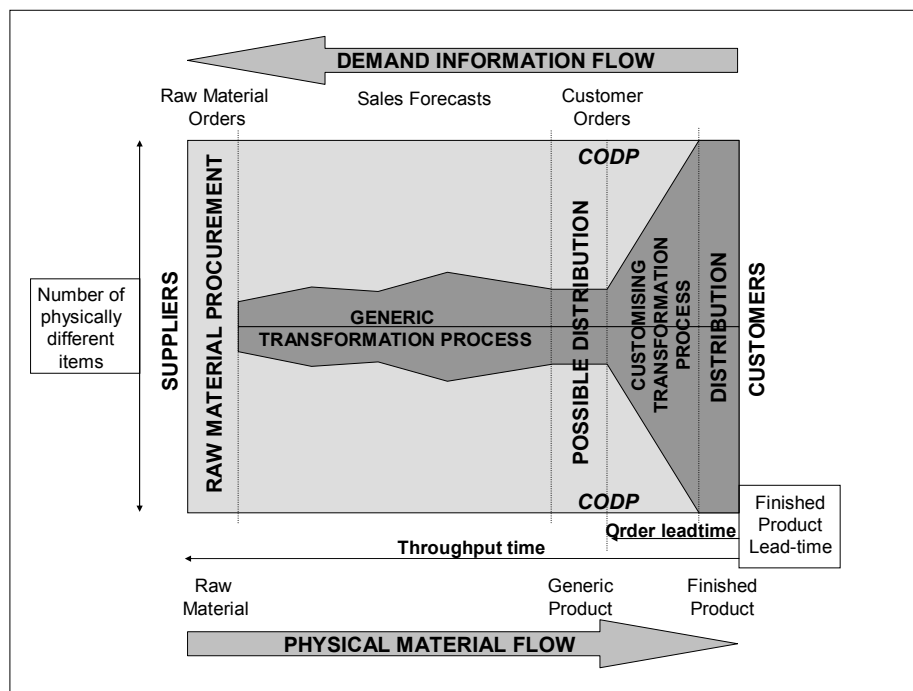 DEMAND INFORMATION FLOW
Raw Material
Orders
Sales Forecasts
Customer
Orders
CODP
Number of
physically
different
items
SUPPLIERS
RAW MATERIAL PROCUREMENT
GENERIC
TRANSFORMATION PROCESS
POSSIBLE DISTRIBUTION
CUSTOMISING
TRANSFORMATION
PROCESS
DISTRIBUTION
CUSTOMERS
CODP
Finished
Product
Lead-time
Qrder leadtime
Throughput time
Raw
Material
Generic
Product
Finished
Product
PHYSICAL MATERIAL FLOW